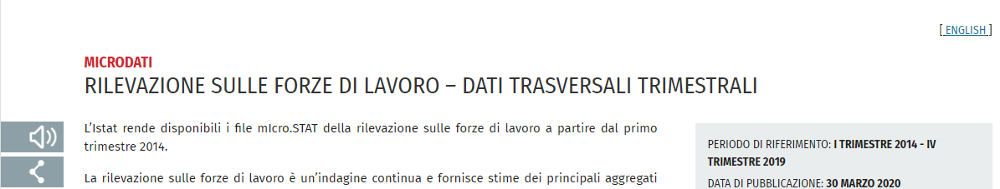 [ ENGLISH ]
MICRODATI
RILEVAZIONE SULLE FORZE DI LAVORO – DATI TRASVERSALI TRIMESTRALI
L’Istat rende disponibili i file mIcro.STAT della rilevazione sulle forze di lavoro a partire dal primo
trimestre 2014.
La rilevazione sulle forze di lavoro è un’indagine continua e fornisce stime dei principali aggregati
PERIODO DI RIFERIMENTO: I TRIMESTRE 2014 - IV
TRIMESTRE 2019
DATA DI PUBBLICAZIONE: 30 MARZO 2020